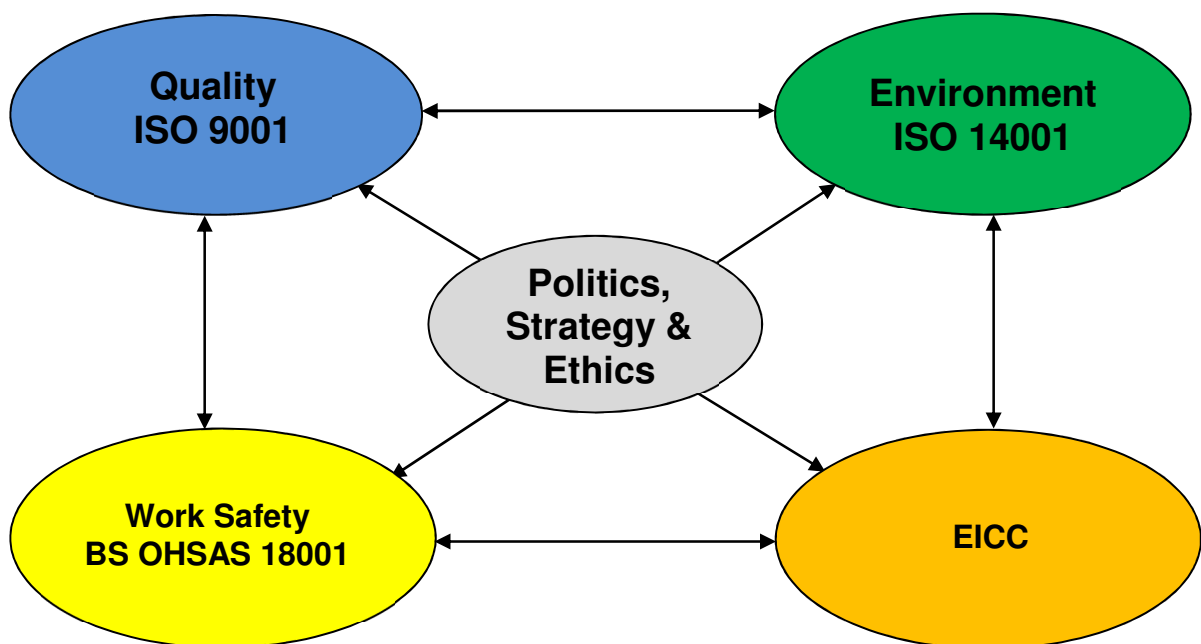 Quality
ISO 9001
Environment
ISO 14001
Politics,
Strategy &
Ethics
Work Safety
BS OHSAS 18001
EICC